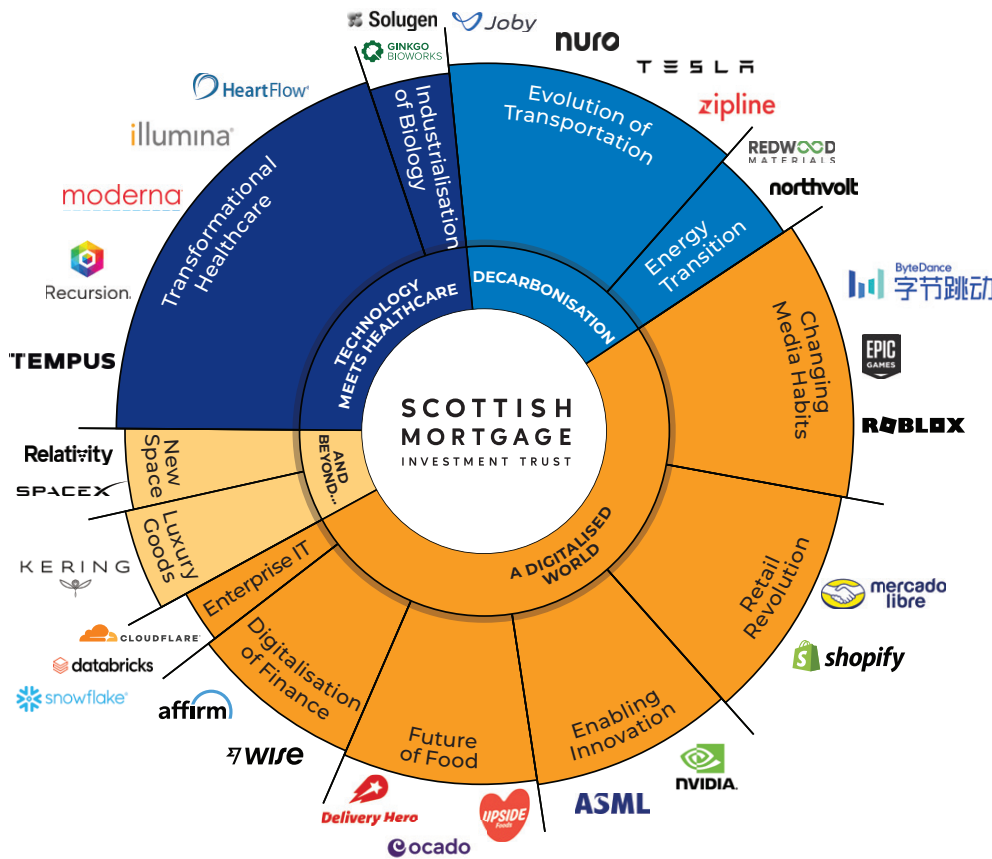 SCOTTISH
MORTGAGE
INVESTMENT TRUST
TECHNOLOGY
MEETS HEALTHCARE
DECARBONISATION
A DIGITALISED
WORLD
AND
BEYOND...
Transformational
Healthcare
HeartFlow
illumina®
moderna
Recursion.
TEMPUS
Industrialisation
of Biology
Solugen
GINKGO
BIOWORKS
Evolution of
Transportation
Joby
nuro
TESLA
zipline
Energy
Transition
REDWOOD
MATERIALS
northvolt
Changing
Media Habits
ByteDance
字节跳动
EPIC
GAMES
ROBLOX
Retail
Revolution
mercado
libre
shopify
Enabling
Innovation
NVIDIA.
ASML
Future
of Food
UPSIDE
Foods
Delivery Hero
ocado
Digitalisation
of Finance
affirm
WISE
Enterprise IT
CLOUDFLARE
databricks
snowflake®
Luxury
Goods
KERING
New
Space
Relativity
SPACEX